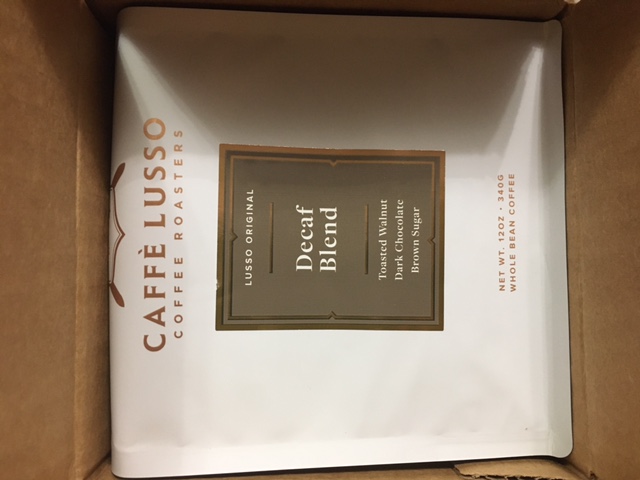 CAFFÈ LUSSO
COFFEE ROASTERS
LUSSO ORIGINAL
Decaf
Blend
Toasted Walnut
Dark Chocolate
Brown Sugar
NET WT. 12OZ • 340G
WHOLE BEAN COFFEE